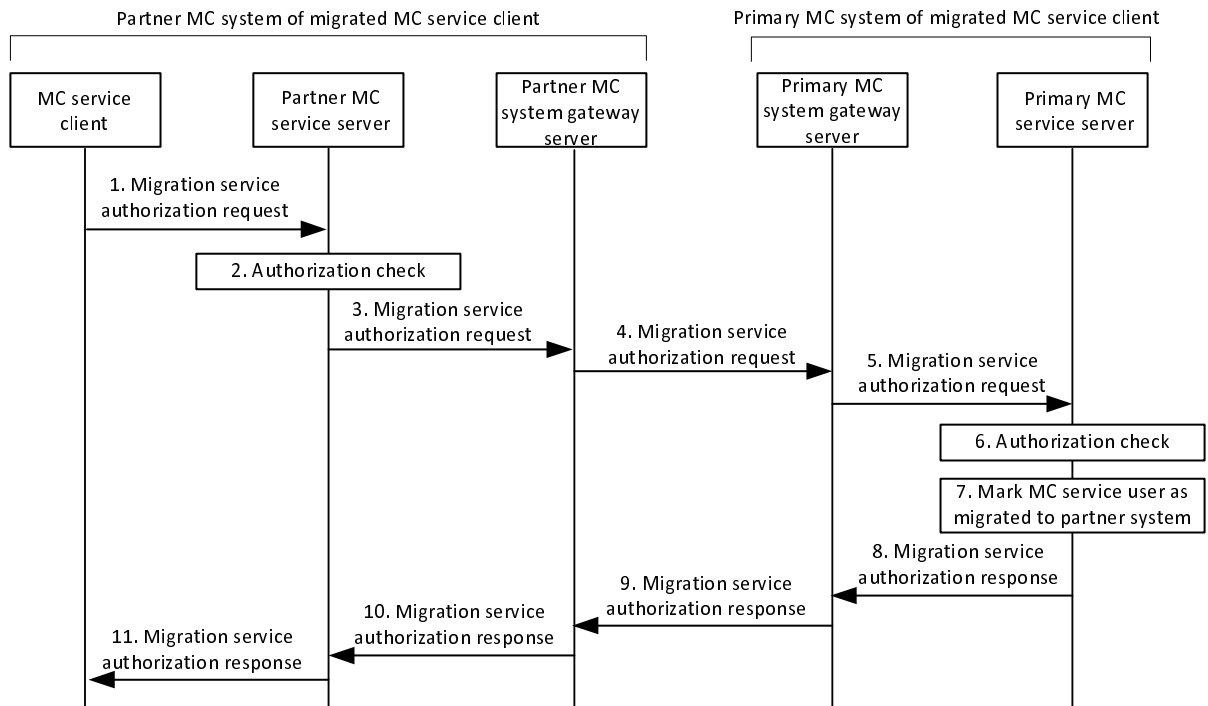 Partner MC system of migrated MC service client
Primary MC system of migrated MC service client
MC service
client
Partner MC
service server
Partner MC
system gateway
server
Primary MC
system gateway
server
Primary MC
service server
1. Migration service
authorization request
2. Authorization check
3. Migration service
authorization request
4. Migration service
authorization request
5. Migration service
authorization request
6. Authorization check
7. Mark MC service user as
migrated to partner system
8. Migration service
authorization response
9. Migration service
authorization response
10. Migration service
authorization response
11. Migration service
authorization response